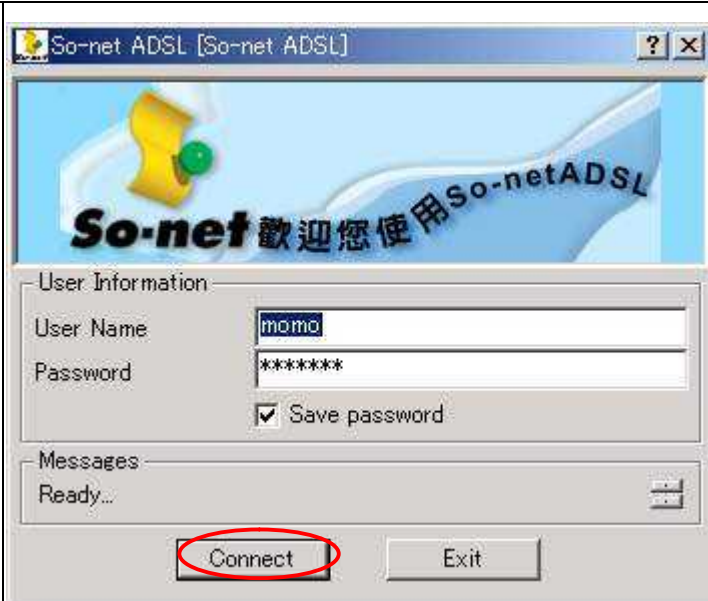 So-net ADSL [So-net ADSL]
So-net 歡迎您使用So-netADSL
User Information
User Name momo
Password *******
Save password
Messages
Ready...
Connect Exit